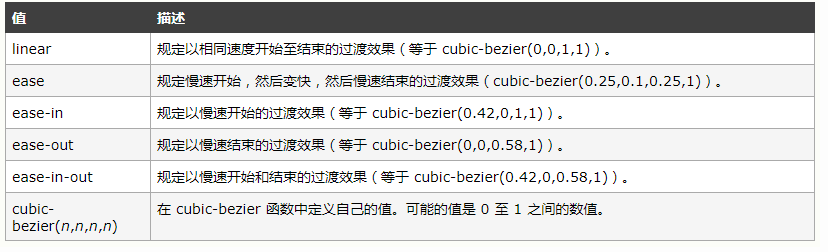 值 描述
linear 规定以相同速度开始至结束的过渡效果（等于 cubic-bezier(0,0,1,1)）。
ease 规定慢速开始，然后变快，然后慢速结束的过渡效果（cubic-bezier(0.25,0.1,0.25,1)）。
ease-in 规定以慢速开始的过渡效果（等于 cubic-bezier(0.42,0,1,1)）。
ease-out 规定以慢速结束的过渡效果（等于 cubic-bezier(0,0,0.58,1)）。
ease-in-out 规定以慢速开始和结束的过渡效果（等于 cubic-bezier(0.42,0,0.58,1)）。
cubic-
bezier(n,n,n,n) 在 cubic-bezier 函数中定义自己的值。可能的值是 0 至 1 之间的数值。